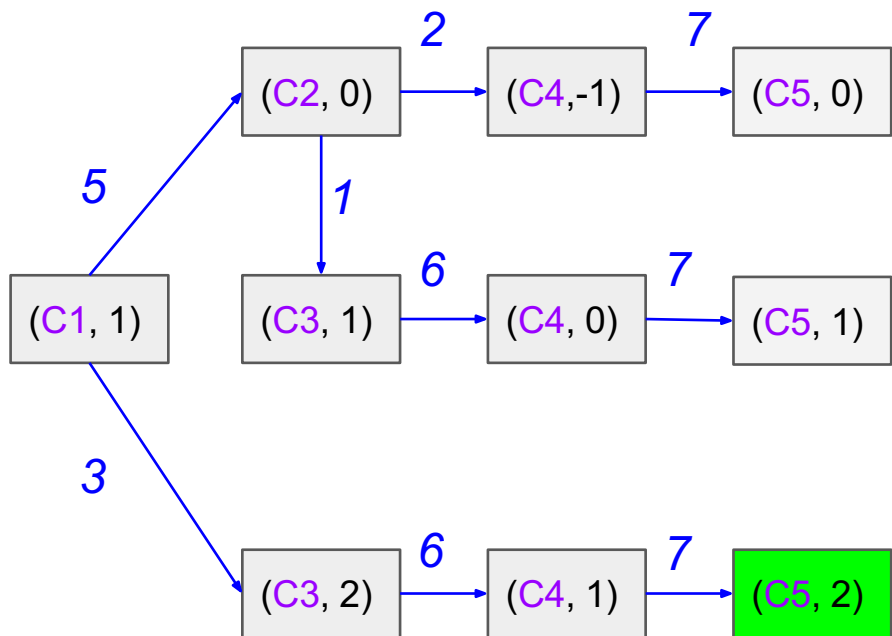 2 7
(C2, 0) (C4,-1) (C5, 0)
5 1
6 7
(C1, 1) (C3, 1) (C4, 0) (C5, 1)
3
6 7
(C3, 2) (C4, 1) (C5, 2)